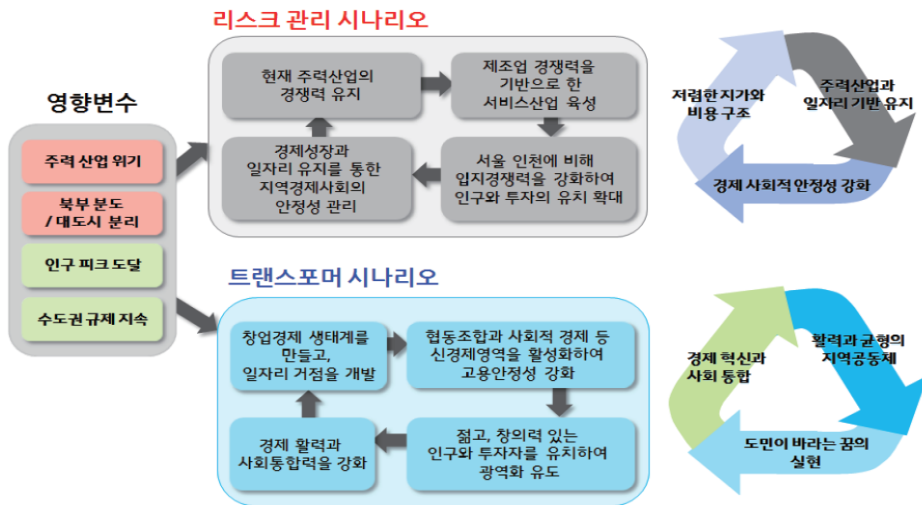 리스크 관리 시나리오
영향변수
주력 산업 위기
북부 분도
/ 대도시 분리
인구 피크 도달
수도권 규제 지속
현재 주력산업의
경쟁력 유지
제조업 경쟁력을
기반으로 한
서비스산업 육성
서울 인천에 비해
입지경쟁력을 강화하여
인구와 투자의 유치 확대
경제성장과
일자리 유지를 통한
지역경제사회의
안정성 관리
저렴한 지가와
비용 구조
주력산업과
일자리 기반 유지
경제 사회적 안정성 강화
트랜스포머 시나리오
창업경제 생태계를
만들고,
일자리 거점을 개발
협동조합과 사회적 경제 등
신경제영역을 활성화하여
고용안정성 강화
젊고, 창의력 있는
인구와 투자자를 유치하여
광역화 유도
경제 활력과
사회통합력을 강화
경제 혁신과
사회 통합
활력과 균형의
지역공동체
도민이 바라는 꿈의
실현